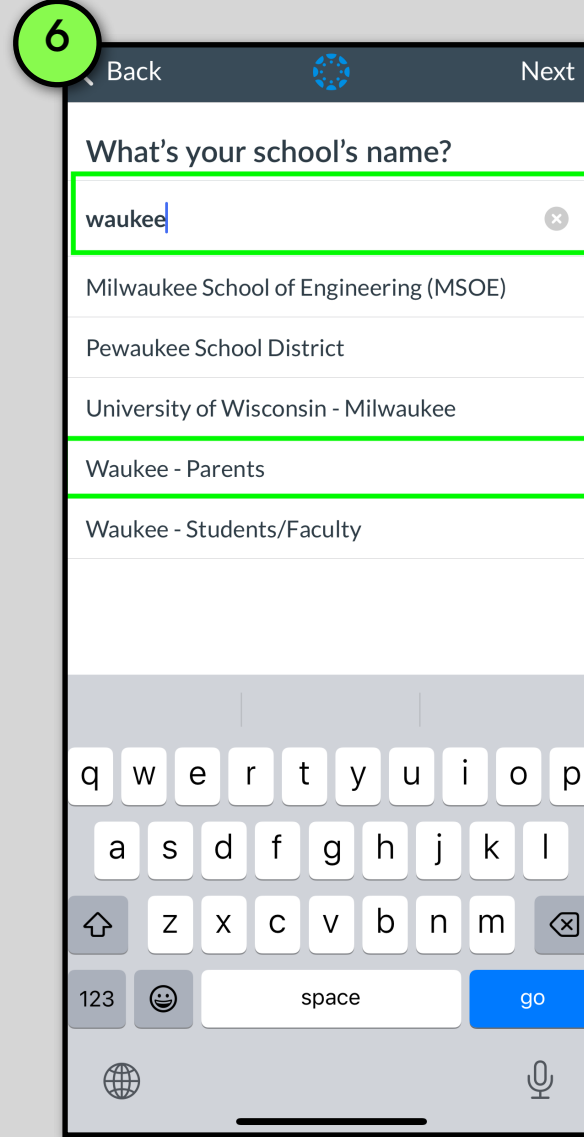 6
Back Next
What’s your school’s name?
waukee
Milwaukee School of Engineering (MSOE)
Pewaukee School District
University of Wisconsin - Milwaukee
Waukee - Parents
Waukee - Students/Faculty
q w e r t y u i o p
a s d f g h j k l
z x c v b n m
123 space go